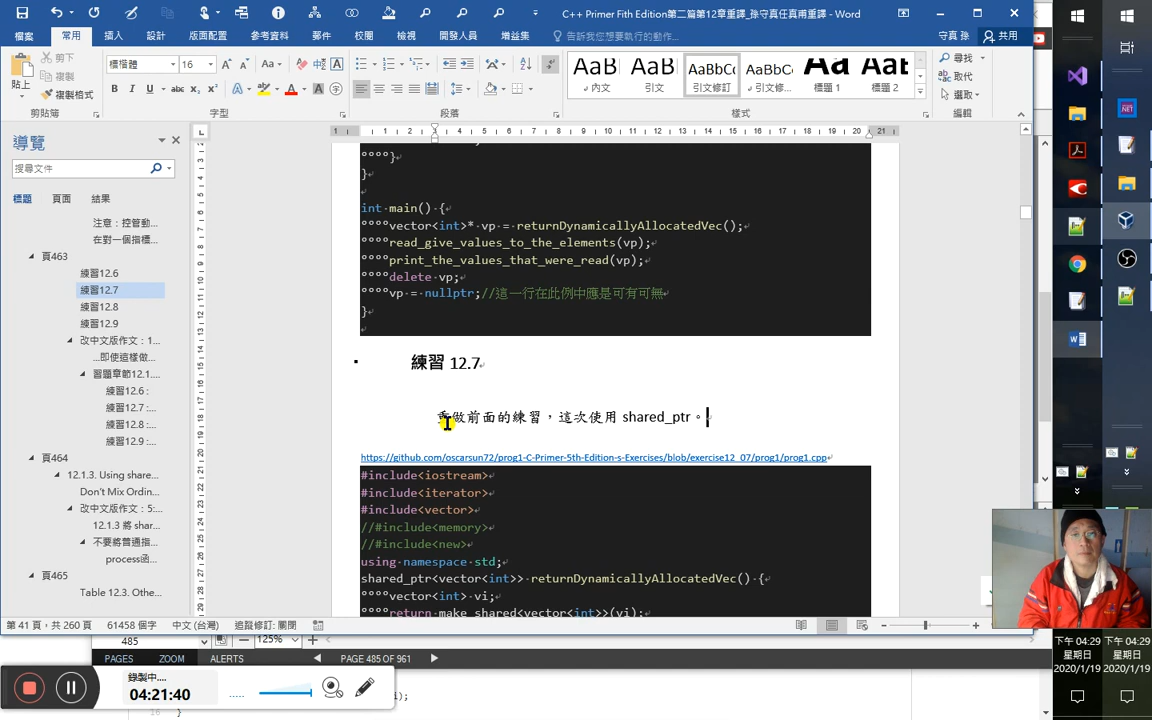 C++ Primer Fith Edition第二篇第12章重譯_孫守真任真甫重譯 - Word
檔案 常用 插入 設計 版面配置 參考資料 郵件 校閱 檢視 開發人員 增益集 告訴我您想要執行的動作... 守真 孫 共用
貼上 剪下 複製 複製格式
標楷體 16
AaB AaB AaBbCc AaBbC Aa Aab
內文 引文 引文修訂 引文修... 標題 1 標題 2
尋找 取代 選取
剪貼簿 字型 段落 樣式 編輯
導覽
搜尋文件
標題 頁面 結果
注意：控管動...
在對一個指標...
頁463
練習12.6
練習12.7
練習12.8
練習12.9
改中文版作文：1...
...即使這樣做...
習題章節12.1...
練習12.6 :
練習12.7 :...
練習12.8 :...
練習12.9 :...
頁464
12.1.3. Using share...
Don't Mix Ordin...
改中文版作文：5:...
12.1.3 將 shar...
不要將普通指...
process函...
頁465
Table 12.3. Othe...
}
}
int main() {
vector<int>* vp = returnDynamicallyAllocatedVec();
read_give_values_to_the_elements(vp);
print_the_values_that_were_read(vp);
delete vp;
vp = nullptr;//這一行在此例中應是可有可無
}
練習 12.7
重做前面的練習，這次使用 shared_ptr。
https://github.com/oscarsun72/prog1-C-Primer-5th-Edition-s-Exercises/blob/exercise12_07/prog1/prog1.cpp
#include<iostream>
#include<iterator>
#include<vector>
//#include<memory>
//#include<new>
using namespace std;
shared_ptr<vector<int>> returnDynamicallyAllocatedVec() {
vector<int> vi;
return make_shared<vector<int>>(vi);
第 41 頁，共 260 頁 61458 個字 中文 (台灣) 追蹤修訂: 關閉
485 125%
PAGES ZOOM ALERTS PAGE 485 OF 961
錄製中....
04:21:40
16 }
下午 04:29
星期日
2020/1/19
下午 04:29
星期日
2020/1/19